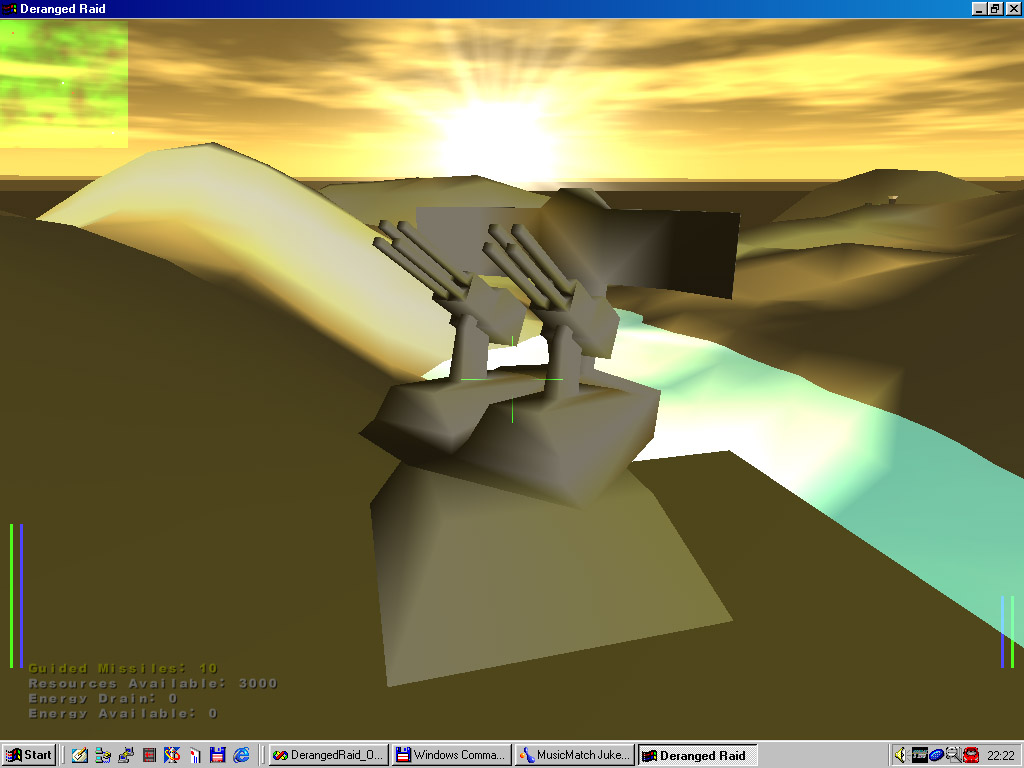 Deranged Raid
Guided Missiles: 10
Resources Available: 3000
Energy Drain: 0
Energy Available: 0
Start
DerangedRaid_O...
Windows Comma...
MusicMatch Juke...
Deranged Raid
22:22